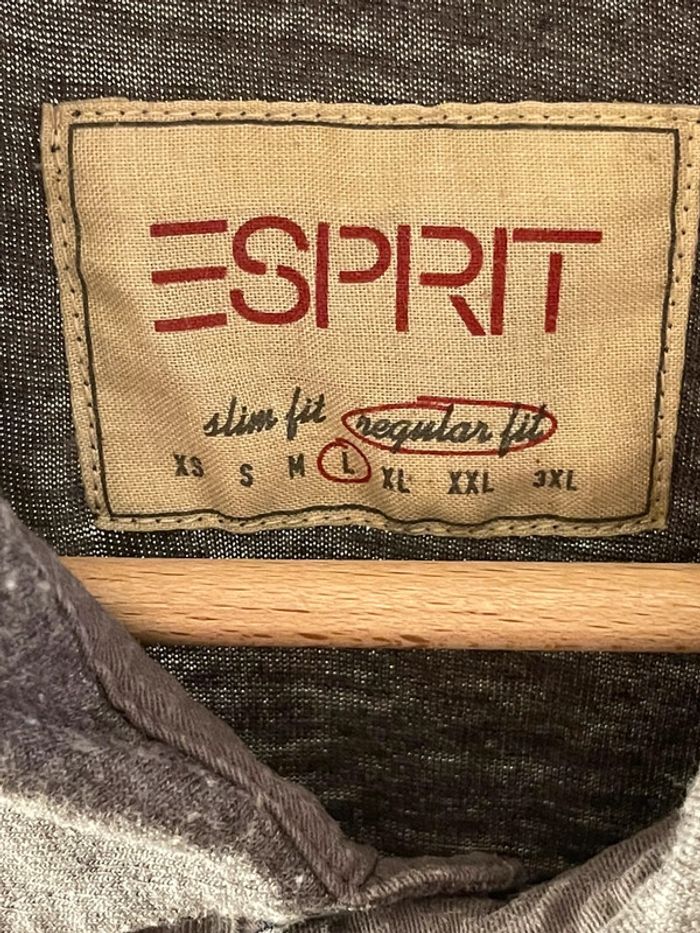 ESPRIT
slim fit regular fit
XS S M L XL XXL 3XL